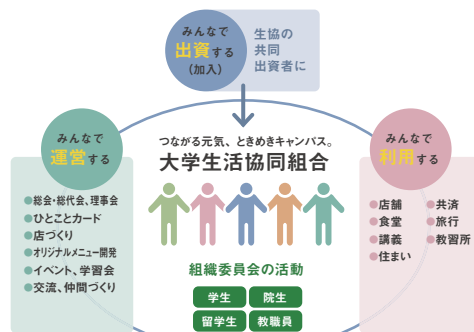 みんなで
出資する
(加入)
生協の
共同
出資者に
みんなで
運営する
●総会・総代会、理事会
●ひとことカード
●店づくり
●オリジナルメニュー開発
●イベント、学習会
●交流、仲間づくり
つながる元気、ときめきキャンパス。
大学生活協同組合
組織委員会の活動
学生 院生
留学生 教職員
みんなで
利用する
●店舗 ●共済
●食堂 ●旅行
●講義 ●教習所
●住まい